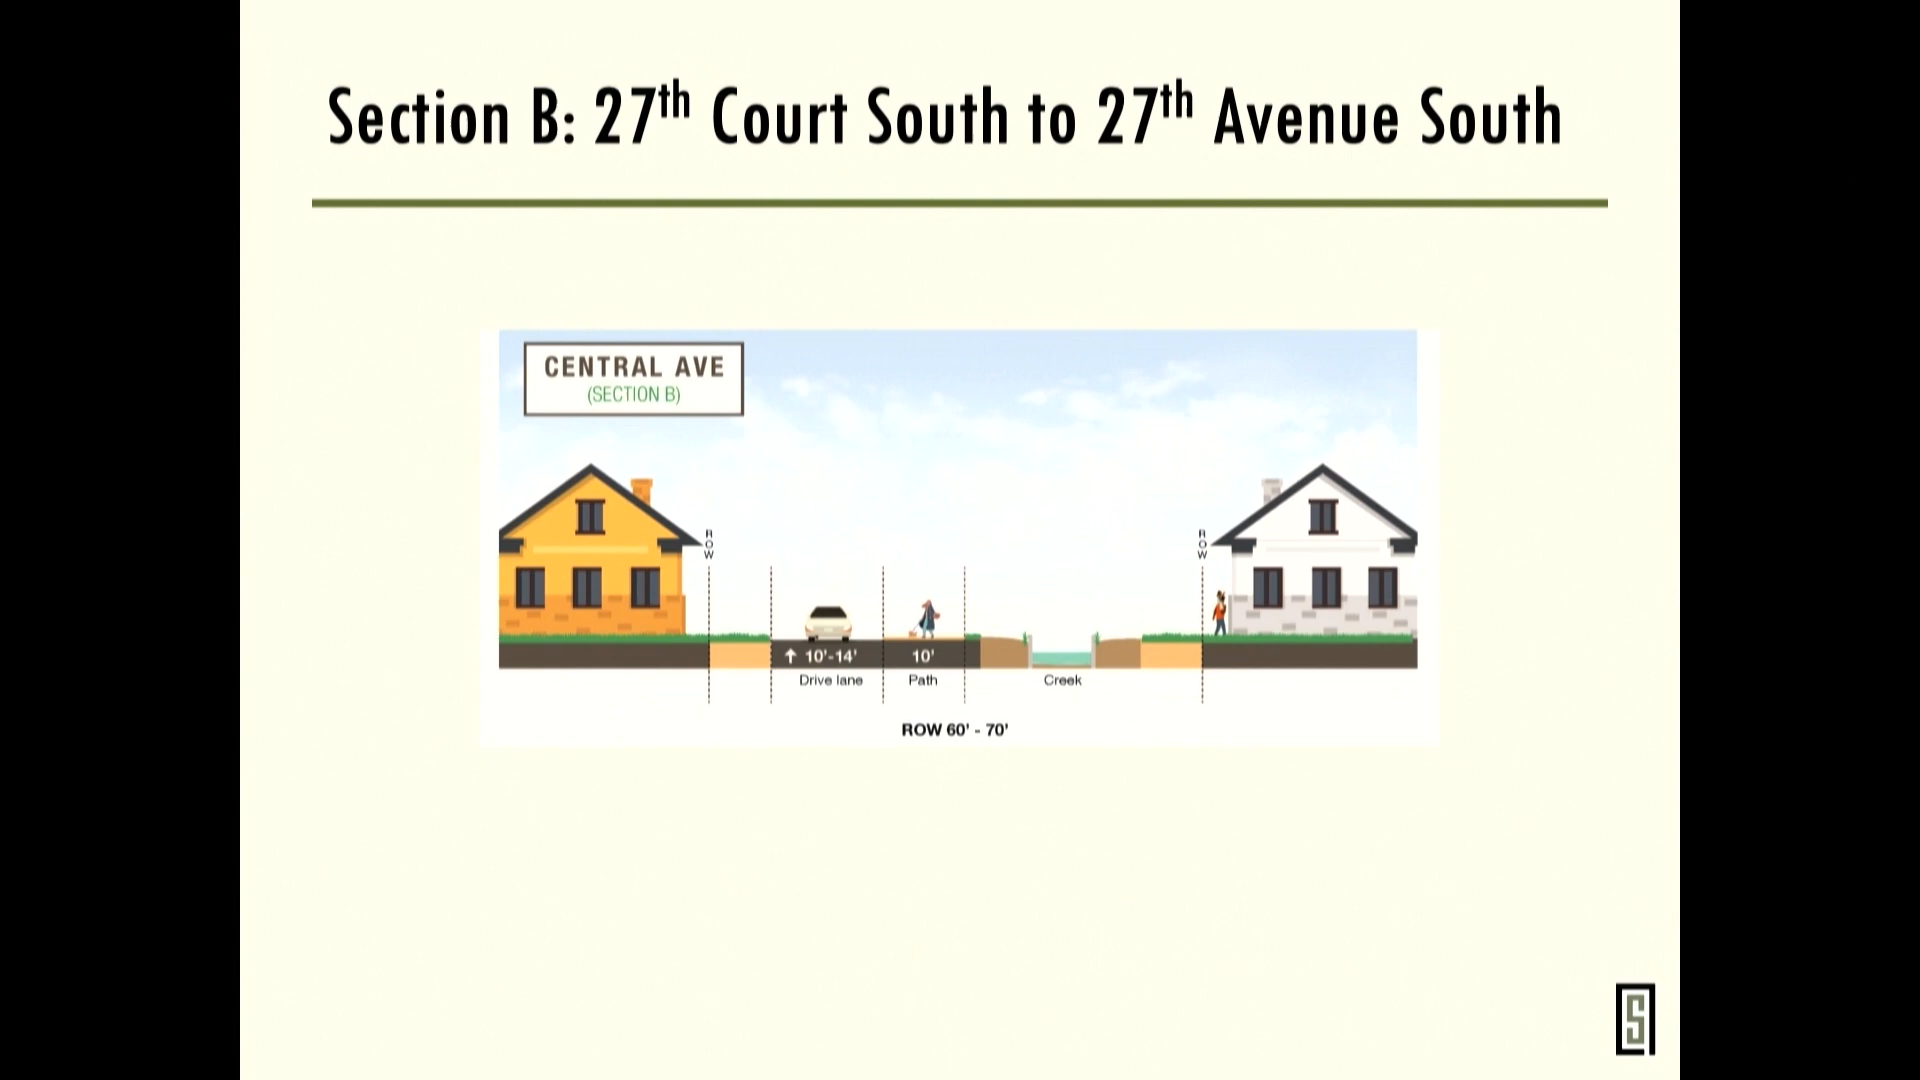 Section B: 27th Court South to 27th Avenue South
CENTRAL AVE
(SECTION B)
ROW
ROW
↑ 10'-14'
10'
Drive lane
Path
Creek
ROW 60' - 70'
S